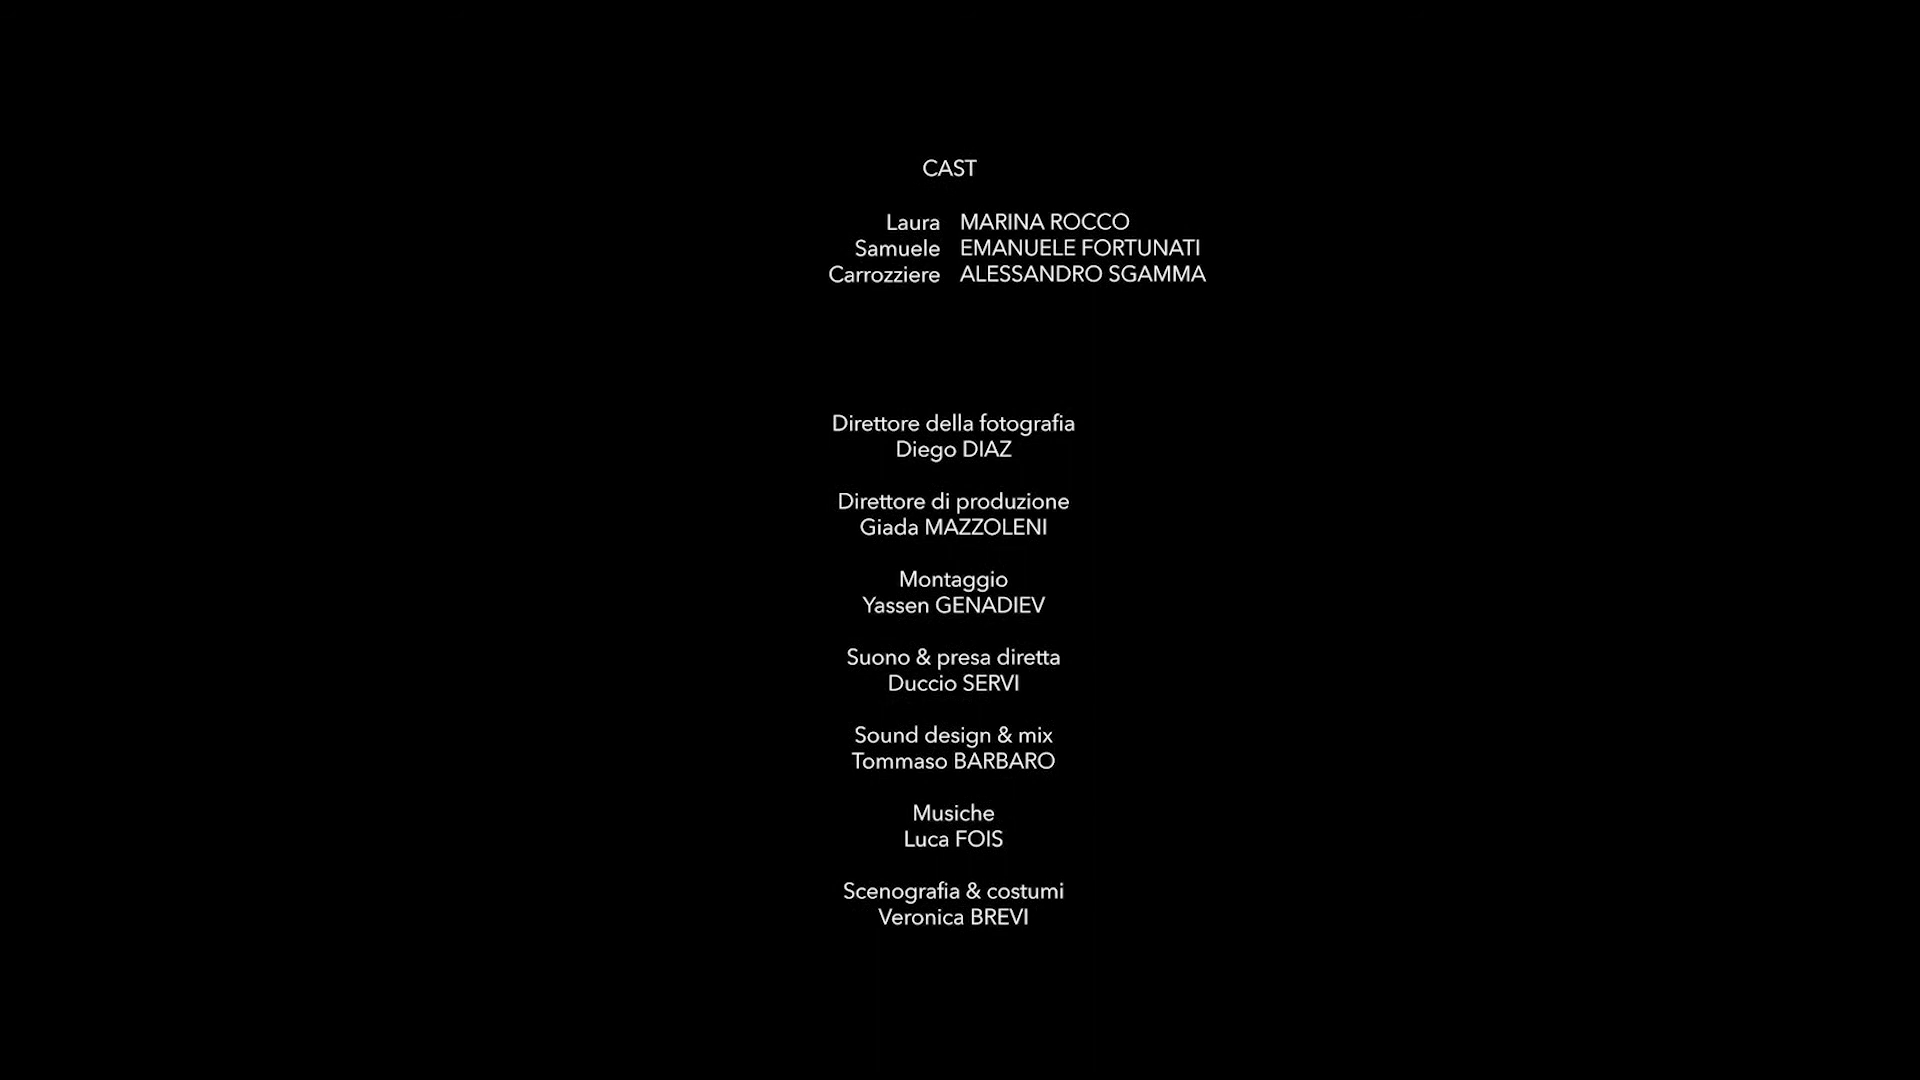 CAST
Laura MARINA ROCCO
Samuele EMANUELE FORTUNATI
Carrozziere ALESSANDRO SGAMMA
Direttore della fotografia
Diego DIAZ
Direttore di produzione
Giada MAZZOLENI
Montaggio
Yassen GENADIEV
Suono & presa diretta
Duccio SERVI
Sound design & mix
Tommaso BARBARO
Musiche
Luca FOIS
Scenografia & costumi
Veronica BREVI